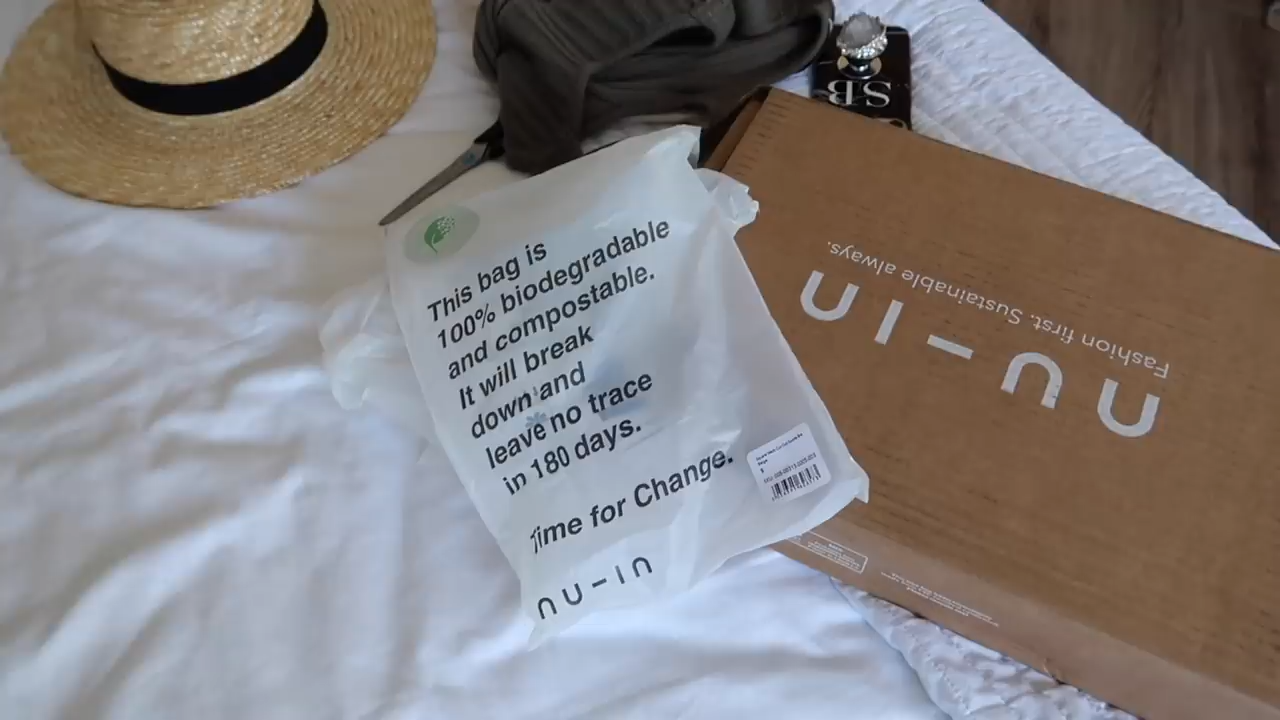 This bag is
100% biodegradable
and compostable.
It will break
down and
leave no trace
in 180 days.
Time for Change.
nu-in
nu-in
Fashion first. Sustainable always.
SB